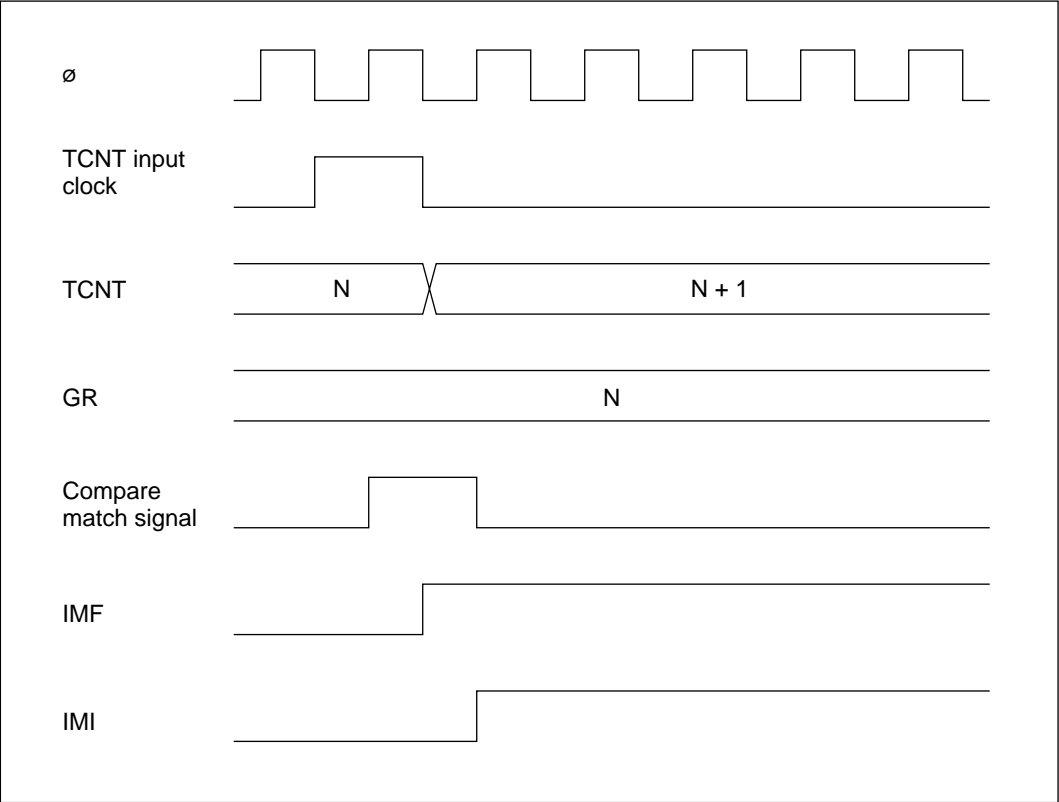 ø
TCNT input
clock
TCNT
N
N + 1
GR
N
Compare
match signal
IMF
IMI